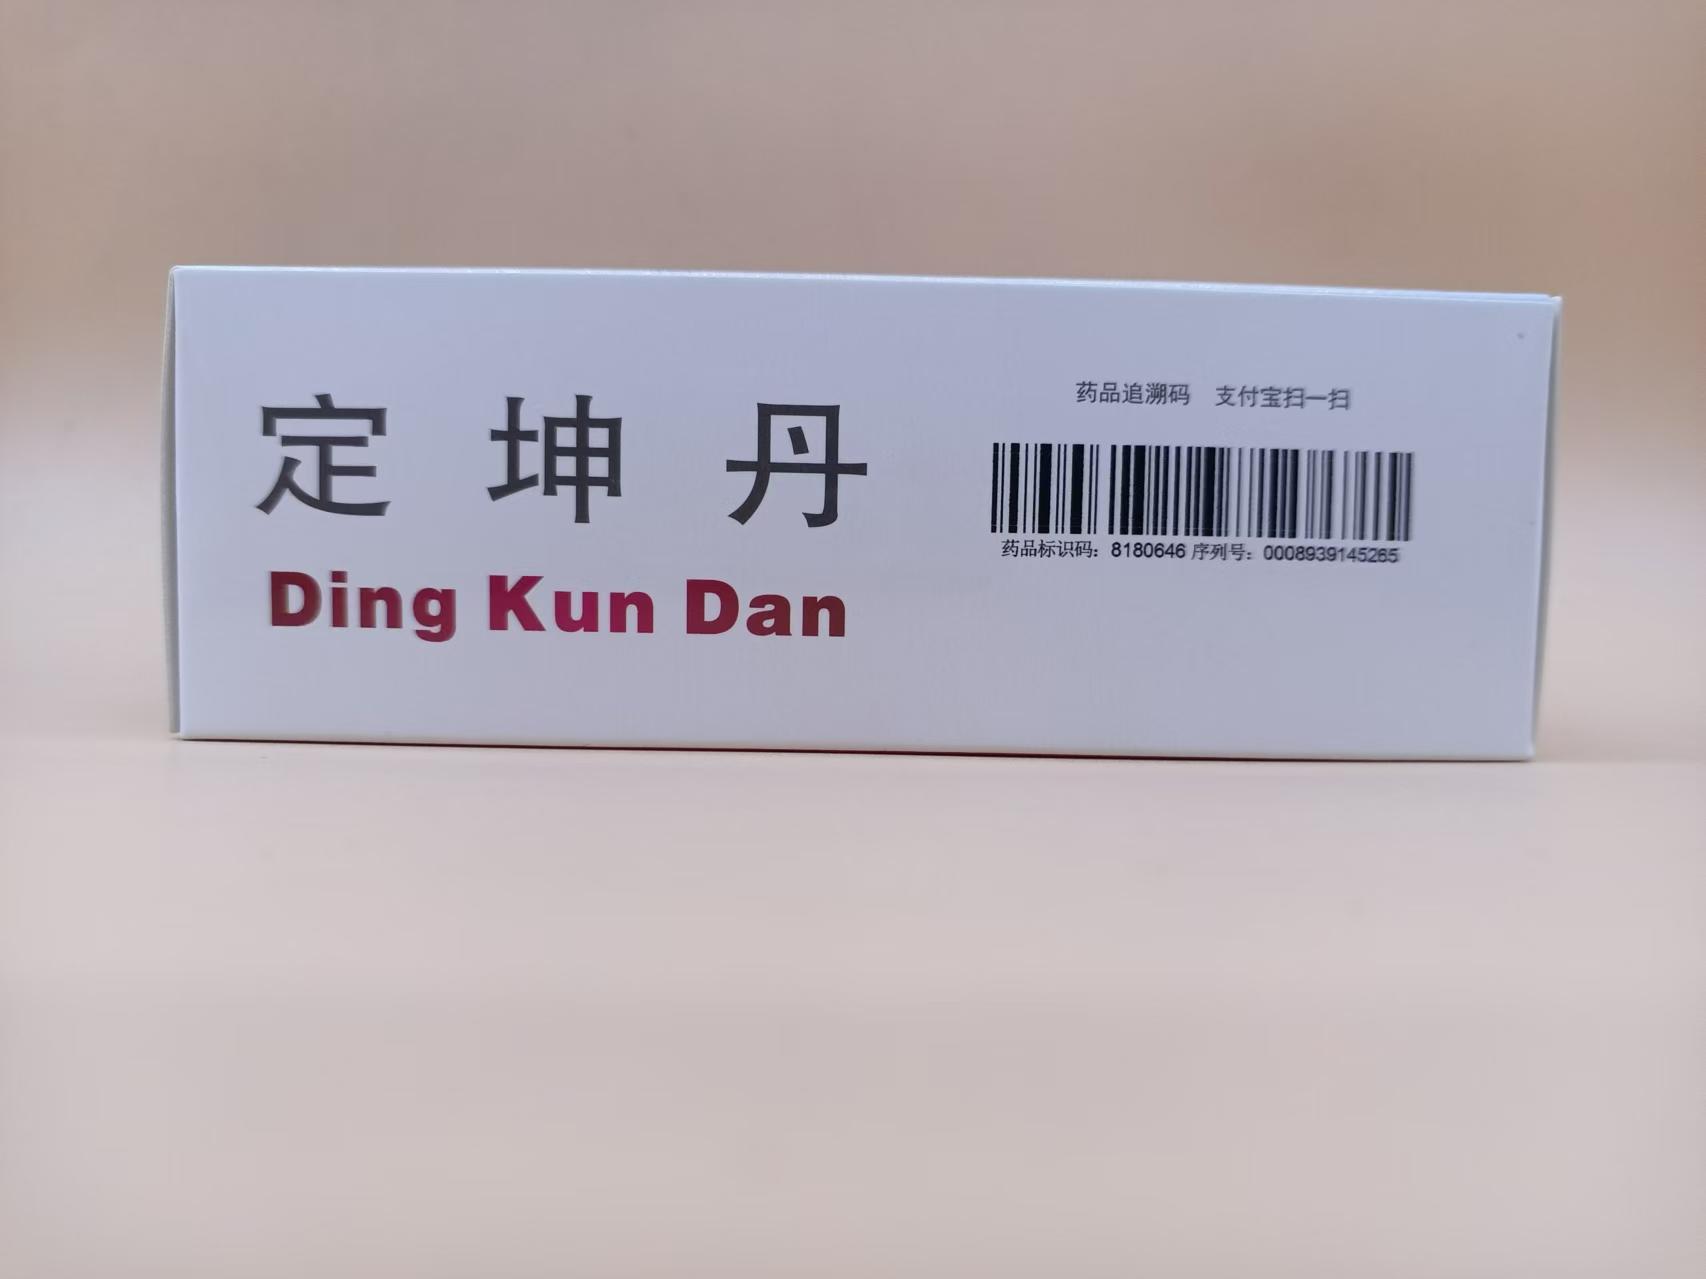 定坤丹
Ding Kun Dan
药品追溯码 支付宝扫一扫
药品标识码：8180646 序列号：0008939145265